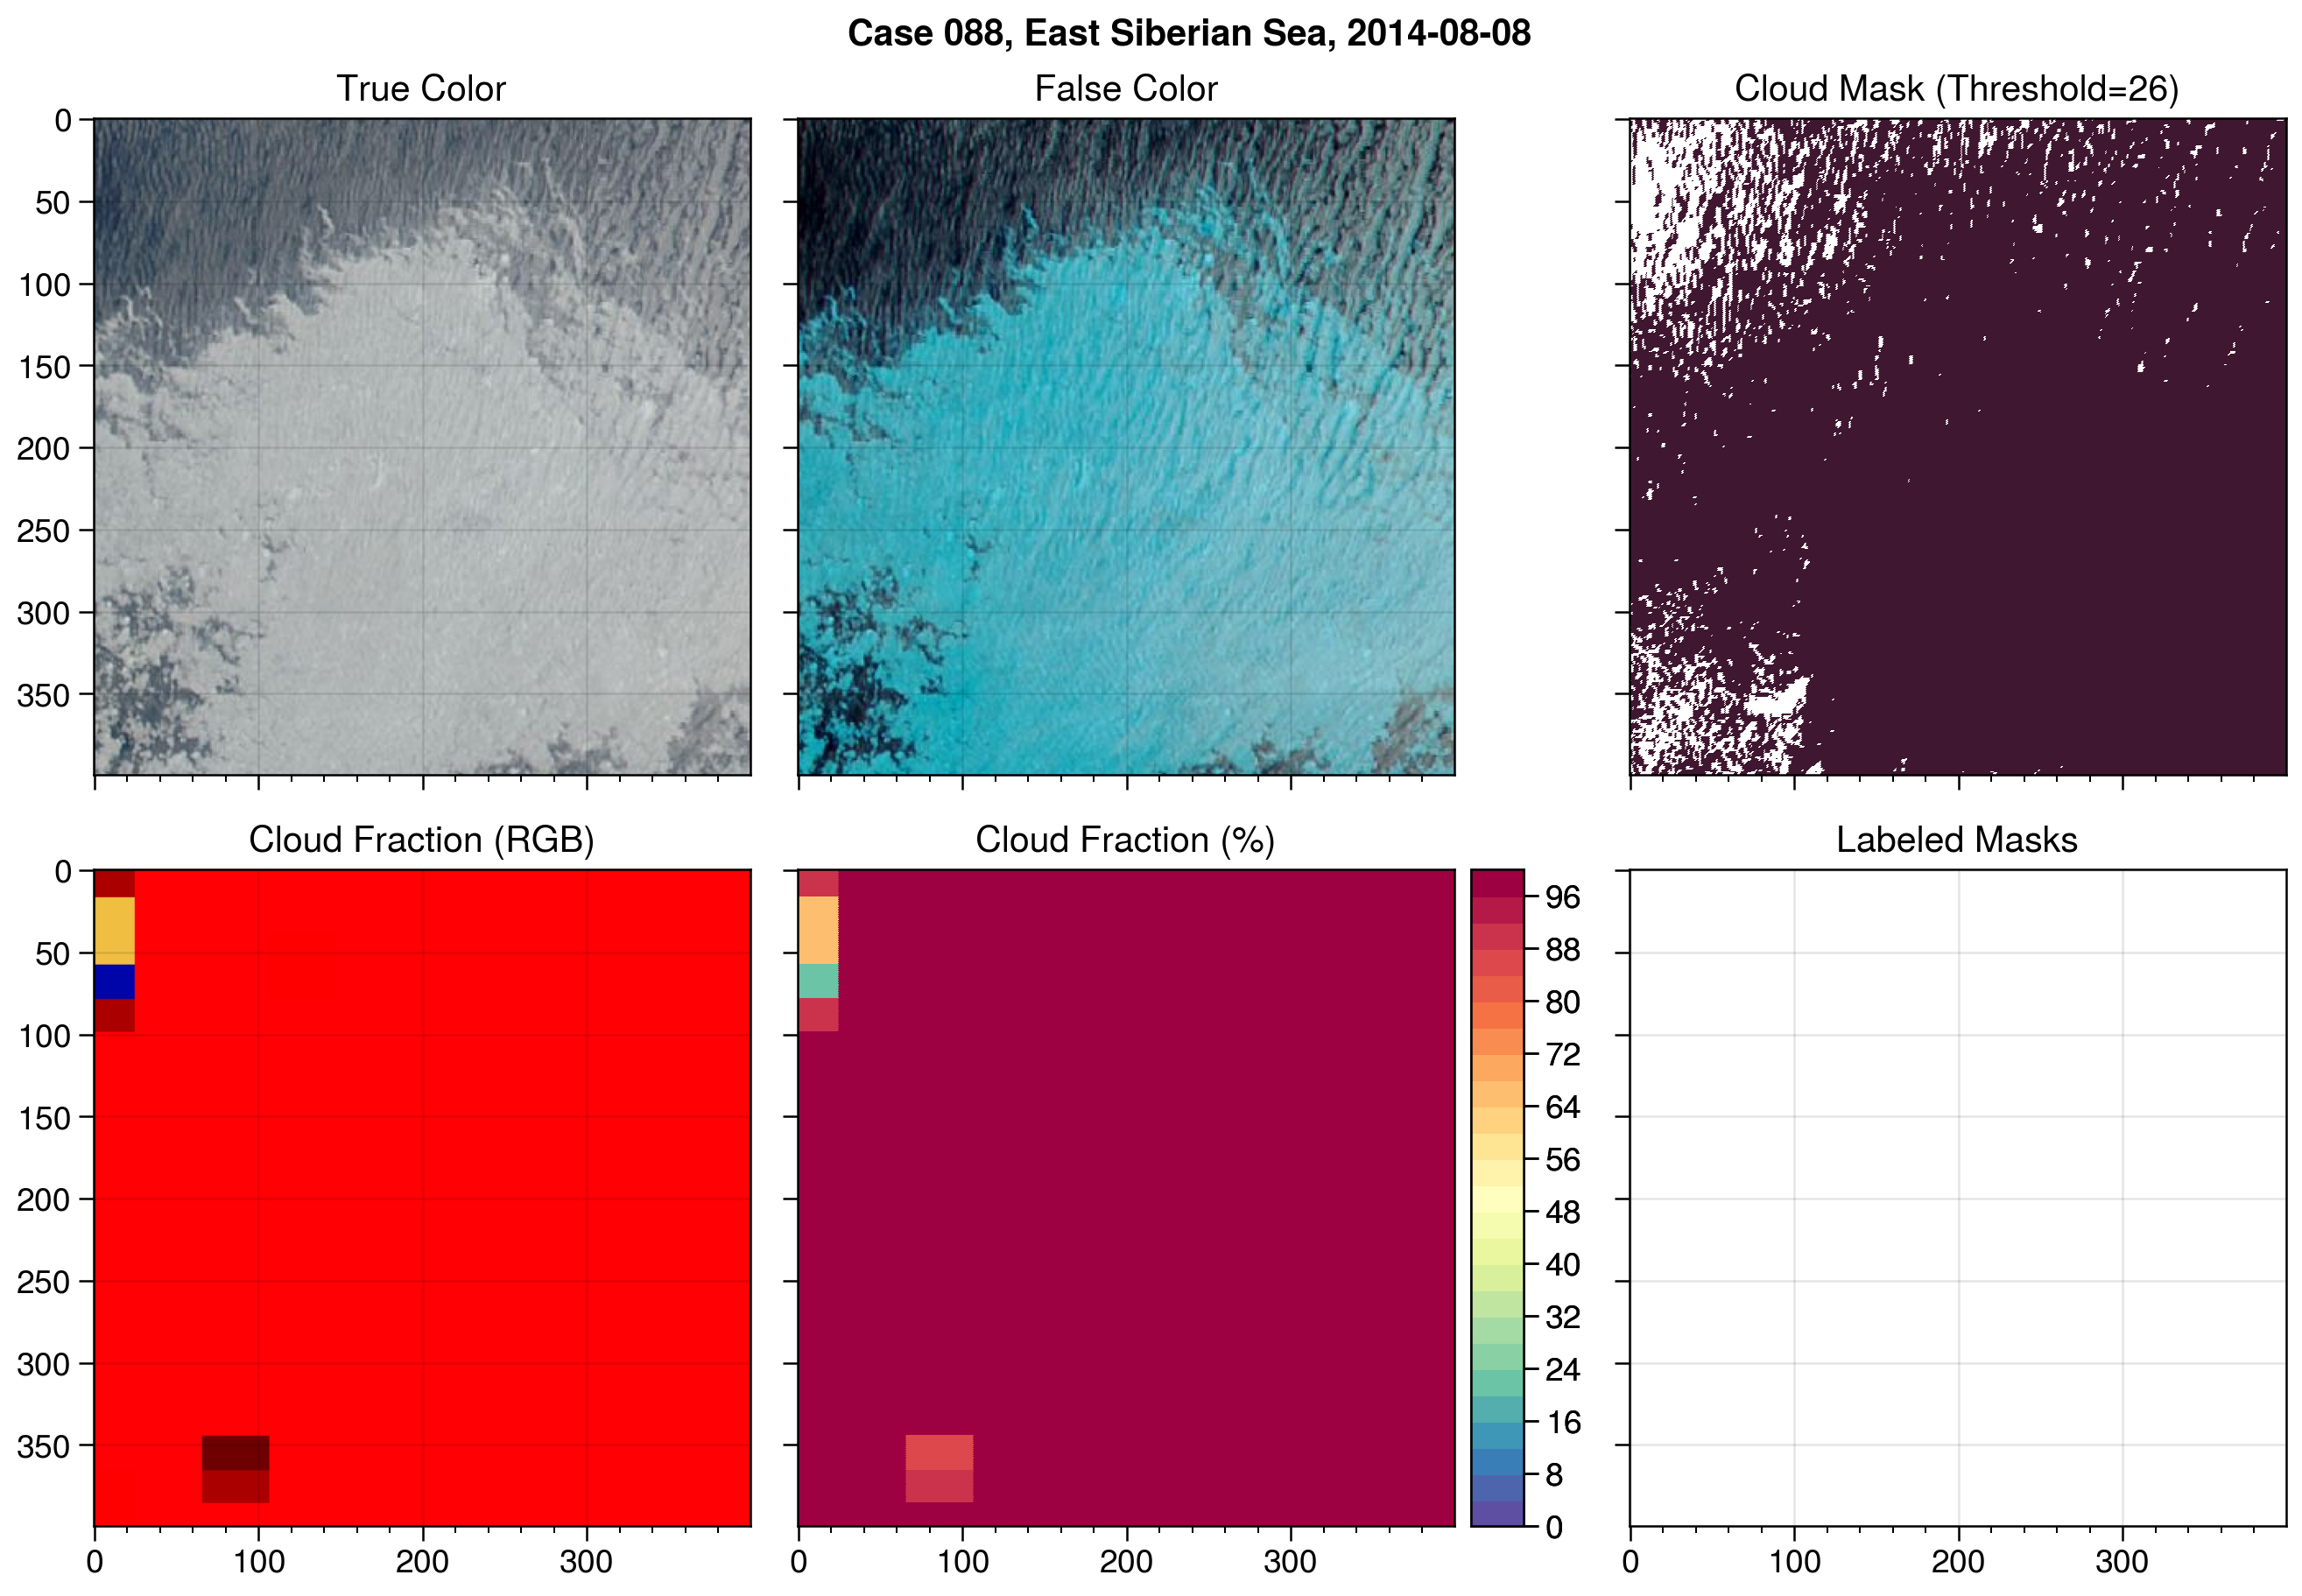 Case 088, East Siberian Sea, 2014-08-08
True Color
False Color
Cloud Mask (Threshold=26)
0
50
100
150
200
250
300
350
Cloud Fraction (RGB)
Cloud Fraction (%)
Labeled Masks
0
50
100
150
200
250
300
350
96
88
80
72
64
56
48
40
32
24
16
8
0
0 100 200 300
0 100 200 300
0 100 200 300